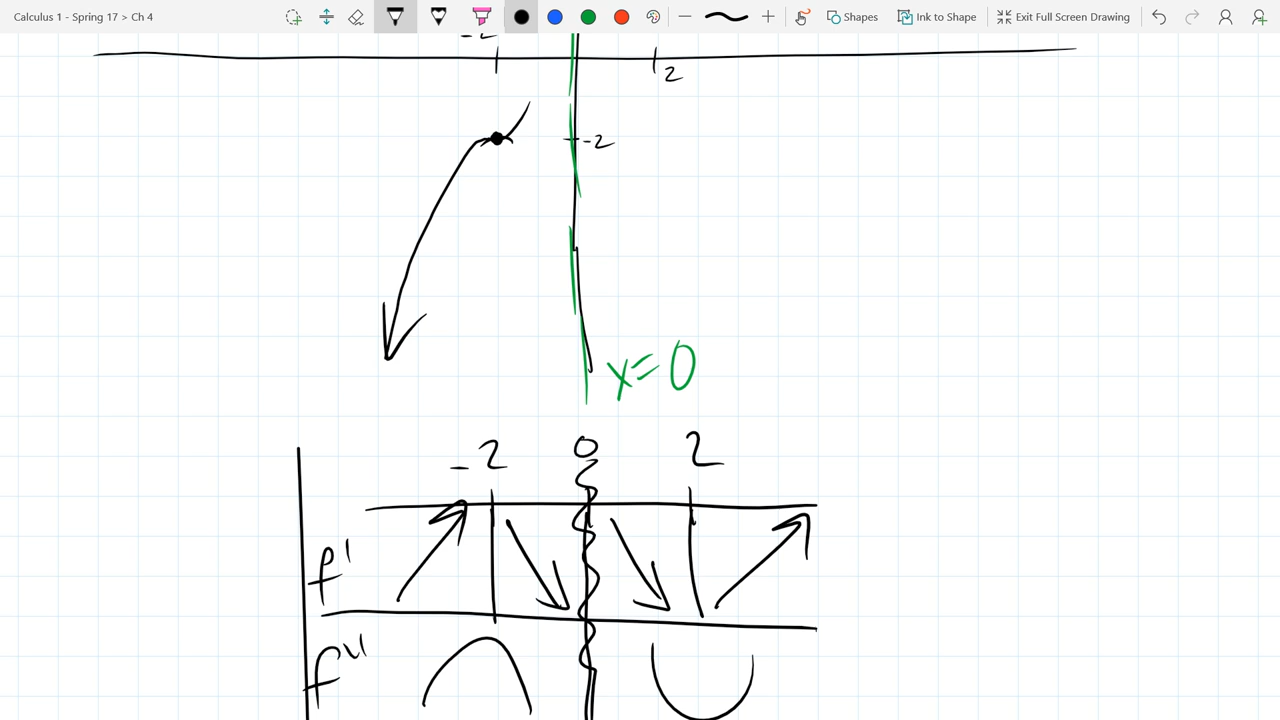 Calculus 1 - Spring 17 > Ch 4
Shapes
Ink to Shape
Exit Full Screen Drawing
-2
2
-2
x=0
-2 0 2
f'
f''